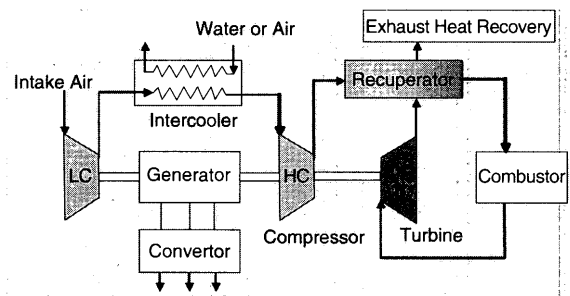 Water or Air
Exhaust Heat Recovery
Intake Air
Recuperator
Intercooler
LC
Generator
HC
Combustor
Compressor
Turbine
Convertor